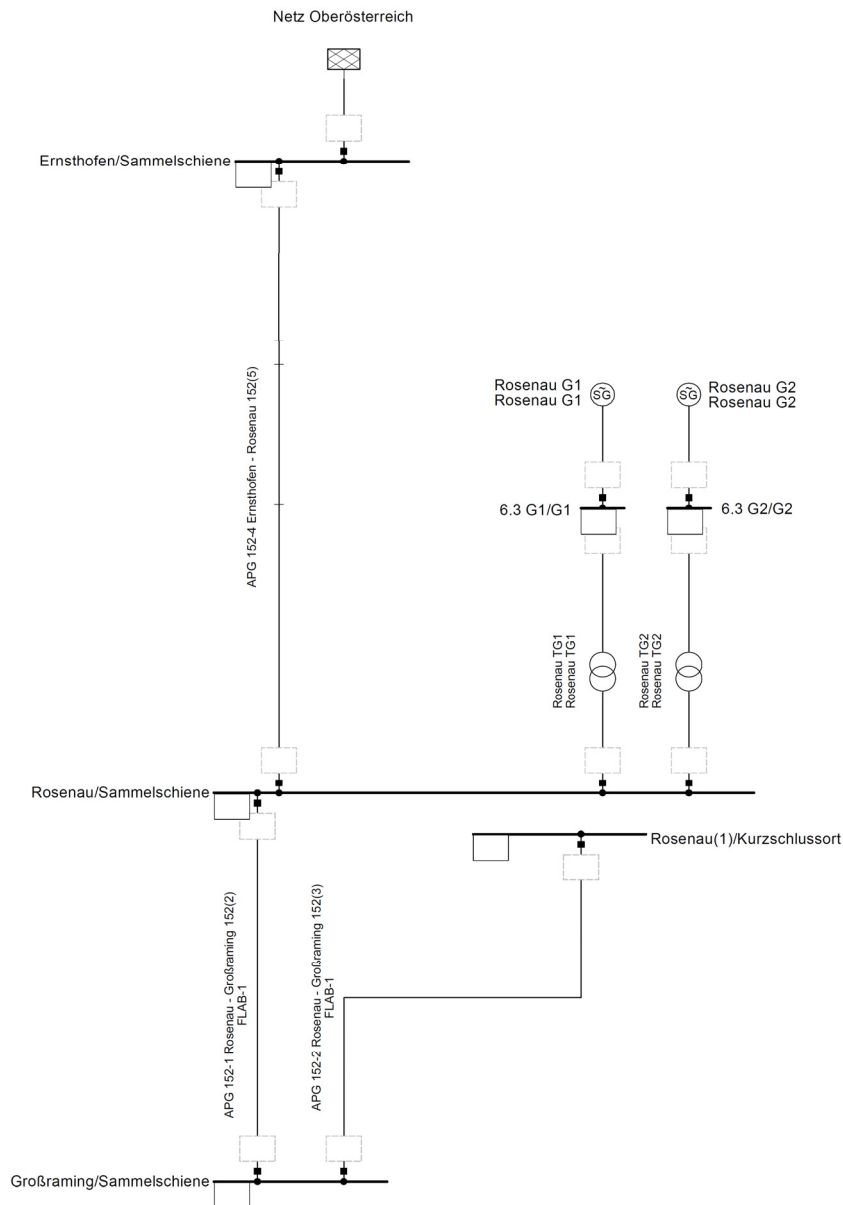 Netz Oberösterreich
Ernsthofen/Sammelschiene
APG 152-4 Ernsthofen - Rosenau 152(5)
Rosenau G1
Rosenau G1
SG
~
Rosenau G2
Rosenau G2
SG
~
6.3 G1/G1
6.3 G2/G2
Rosenau TG1
Rosenau TG1
Rosenau TG2
Rosenau TG2
Rosenau/Sammelschiene
Rosenau(1)/Kurzschlussort
APG 152-1 Rosenau - Großraming 152(2)
FLAB-1
APG 152-2 Rosenau - Großraming 152(3)
FLAB-1
Großraming/Sammelschiene